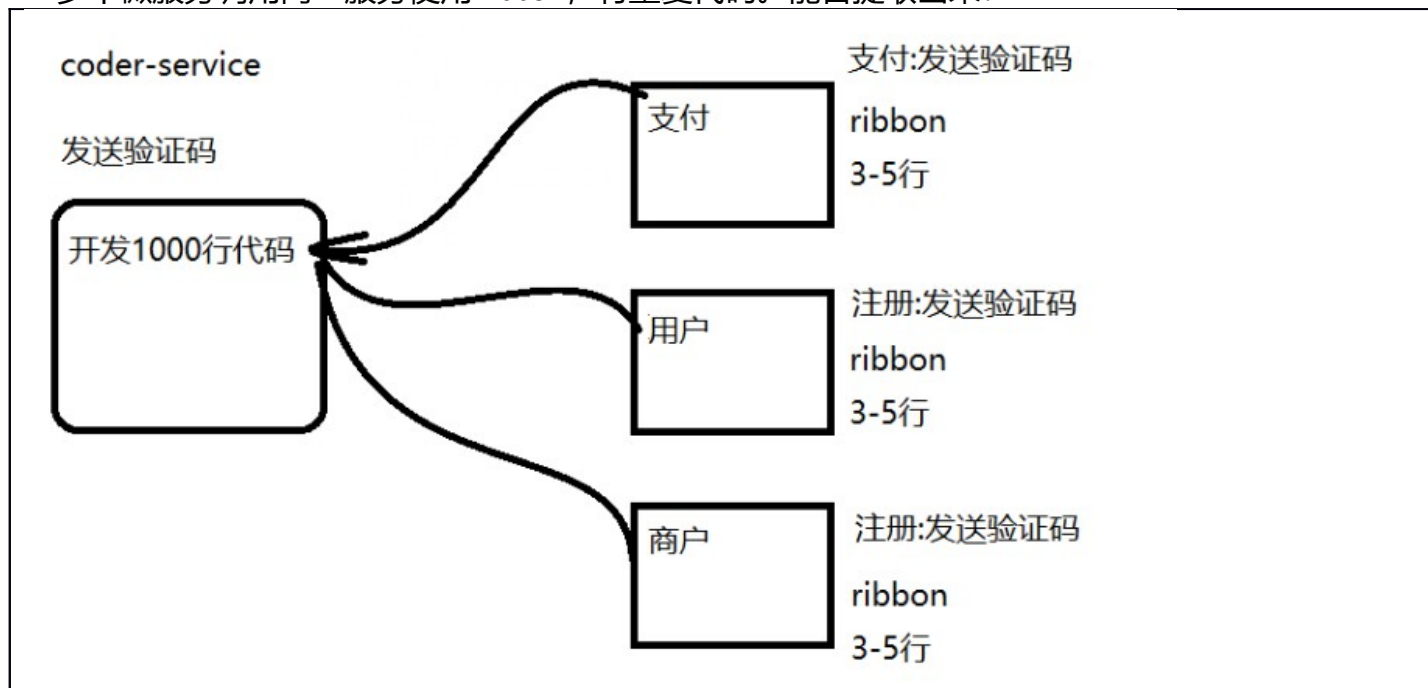 coder-service
发送验证码
开发1000行代码
支付
支付:发送验证码
ribbon
3-5行
用户
注册:发送验证码
ribbon
3-5行
商户
注册:发送验证码
ribbon
3-5行